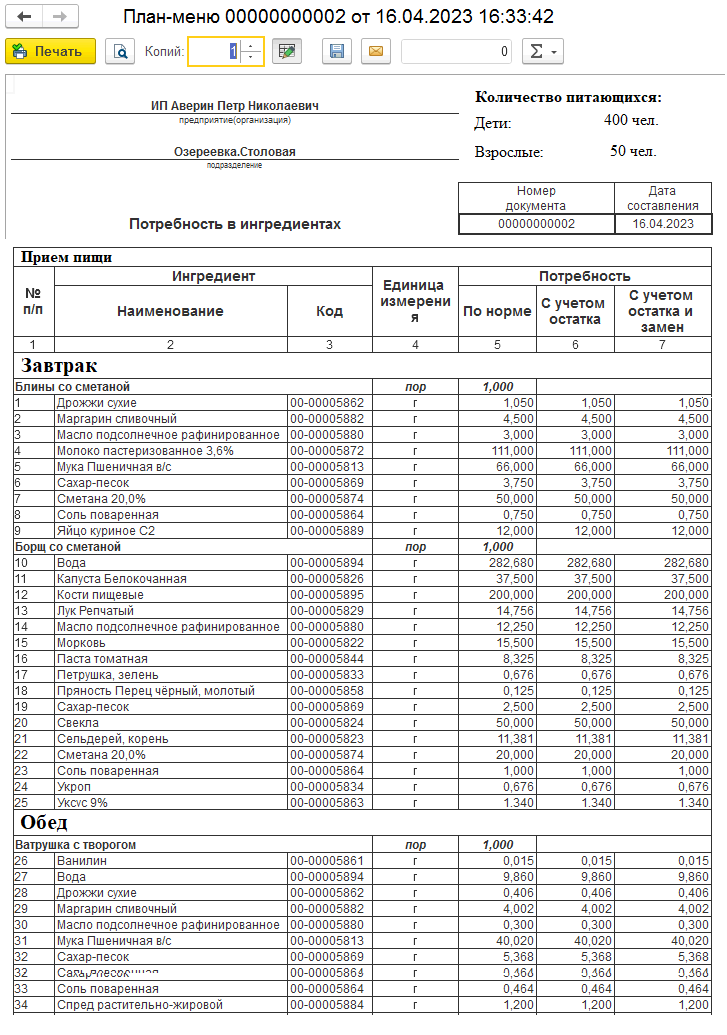 План-меню 00000000002 от 16.04.2023 16:33:42
Печать Копий: 1 0 Σ
ИП Аверин Петр Николаевич
предприятие(организация)
Количество питающихся:
Дети: 400 чел.
Озереевка.Столовая
подразделение
Взрослые: 50 чел.
Номер документа Дата составления
Потребность в ингредиентах 00000000002 16.04.2023
Прием пищи
№ п/п Ингредиент Единица измерения Потребность
Наименование Код По норме С учетом остатка С учетом остатка и замен
1 2 3 4 5 6 7
Завтрак
Блины со сметаной пор 1,000
1 Дрожжи сухие 00-00005862 г 1,050 1,050 1,050
2 Маргарин сливочный 00-00005882 г 4,500 4,500 4,500
3 Масло подсолнечное рафинированное 00-00005880 г 3,000 3,000 3,000
4 Молоко пастеризованное 3,6% 00-00005872 г 111,000 111,000 111,000
5 Мука Пшеничная в/с 00-00005813 г 66,000 66,000 66,000
6 Сахар-песок 00-00005869 г 3,750 3,750 3,750
7 Сметана 20,0% 00-00005874 г 50,000 50,000 50,000
8 Соль поваренная 00-00005864 г 0,750 0,750 0,750
9 Яйцо куриное С2 00-00005889 г 12,000 12,000 12,000
Борщ со сметаной пор 1,000
10 Вода 00-00005894 г 282,680 282,680 282,680
11 Капуста Белокочанная 00-00005826 г 37,500 37,500 37,500
12 Кости пищевые 00-00005895 г 200,000 200,000 200,000
13 Лук Репчатый 00-00005829 г 14,756 14,756 14,756
14 Масло подсолнечное рафинированное 00-00005880 г 12,250 12,250 12,250
15 Морковь 00-00005822 г 15,500 15,500 15,500
16 Паста томатная 00-00005844 г 8,325 8,325 8,325
17 Петрушка, зелень 00-00005833 г 0,676 0,676 0,676
18 Пряность Перец чёрный, молотый 00-00005858 г 0,125 0,125 0,125
19 Сахар-песок 00-00005869 г 2,500 2,500 2,500
20 Свекла 00-00005824 г 50,000 50,000 50,000
21 Сельдерей, корень 00-00005823 г 11,381 11,381 11,381
22 Сметана 20,0% 00-00005874 г 20,000 20,000 20,000
23 Соль поваренная 00-00005864 г 1,000 1,000 1,000
24 Укроп 00-00005834 г 0,676 0,676 0,676
25 Уксус 9% 00-00005863 г 1.340 1.340 1.340
Обед
Ватрушка с творогом пор 1,000
26 Ванилин 00-00005861 г 0,015 0,015 0,015
27 Вода 00-00005894 г 9,860 9,860 9,860
28 Дрожжи сухие 00-00005862 г 0,406 0,406 0,406
29 Маргарин сливочный 00-00005882 г 4,002 4,002 4,002
30 Масло подсолнечное рафинированное 00-00005880 г 0,300 0,300 0,300
31 Мука Пшеничная в/с 00-00005813 г 40,020 40,020 40,020
32 Сахар-песок 00-00005869 г 5,368 5,368 5,368
32 г
33 Соль поваренная 00-00005864 г 0,464 0,464 0,464
34 Спред растительно-жировой 00-00005884 г 1,200 1,200 1,200